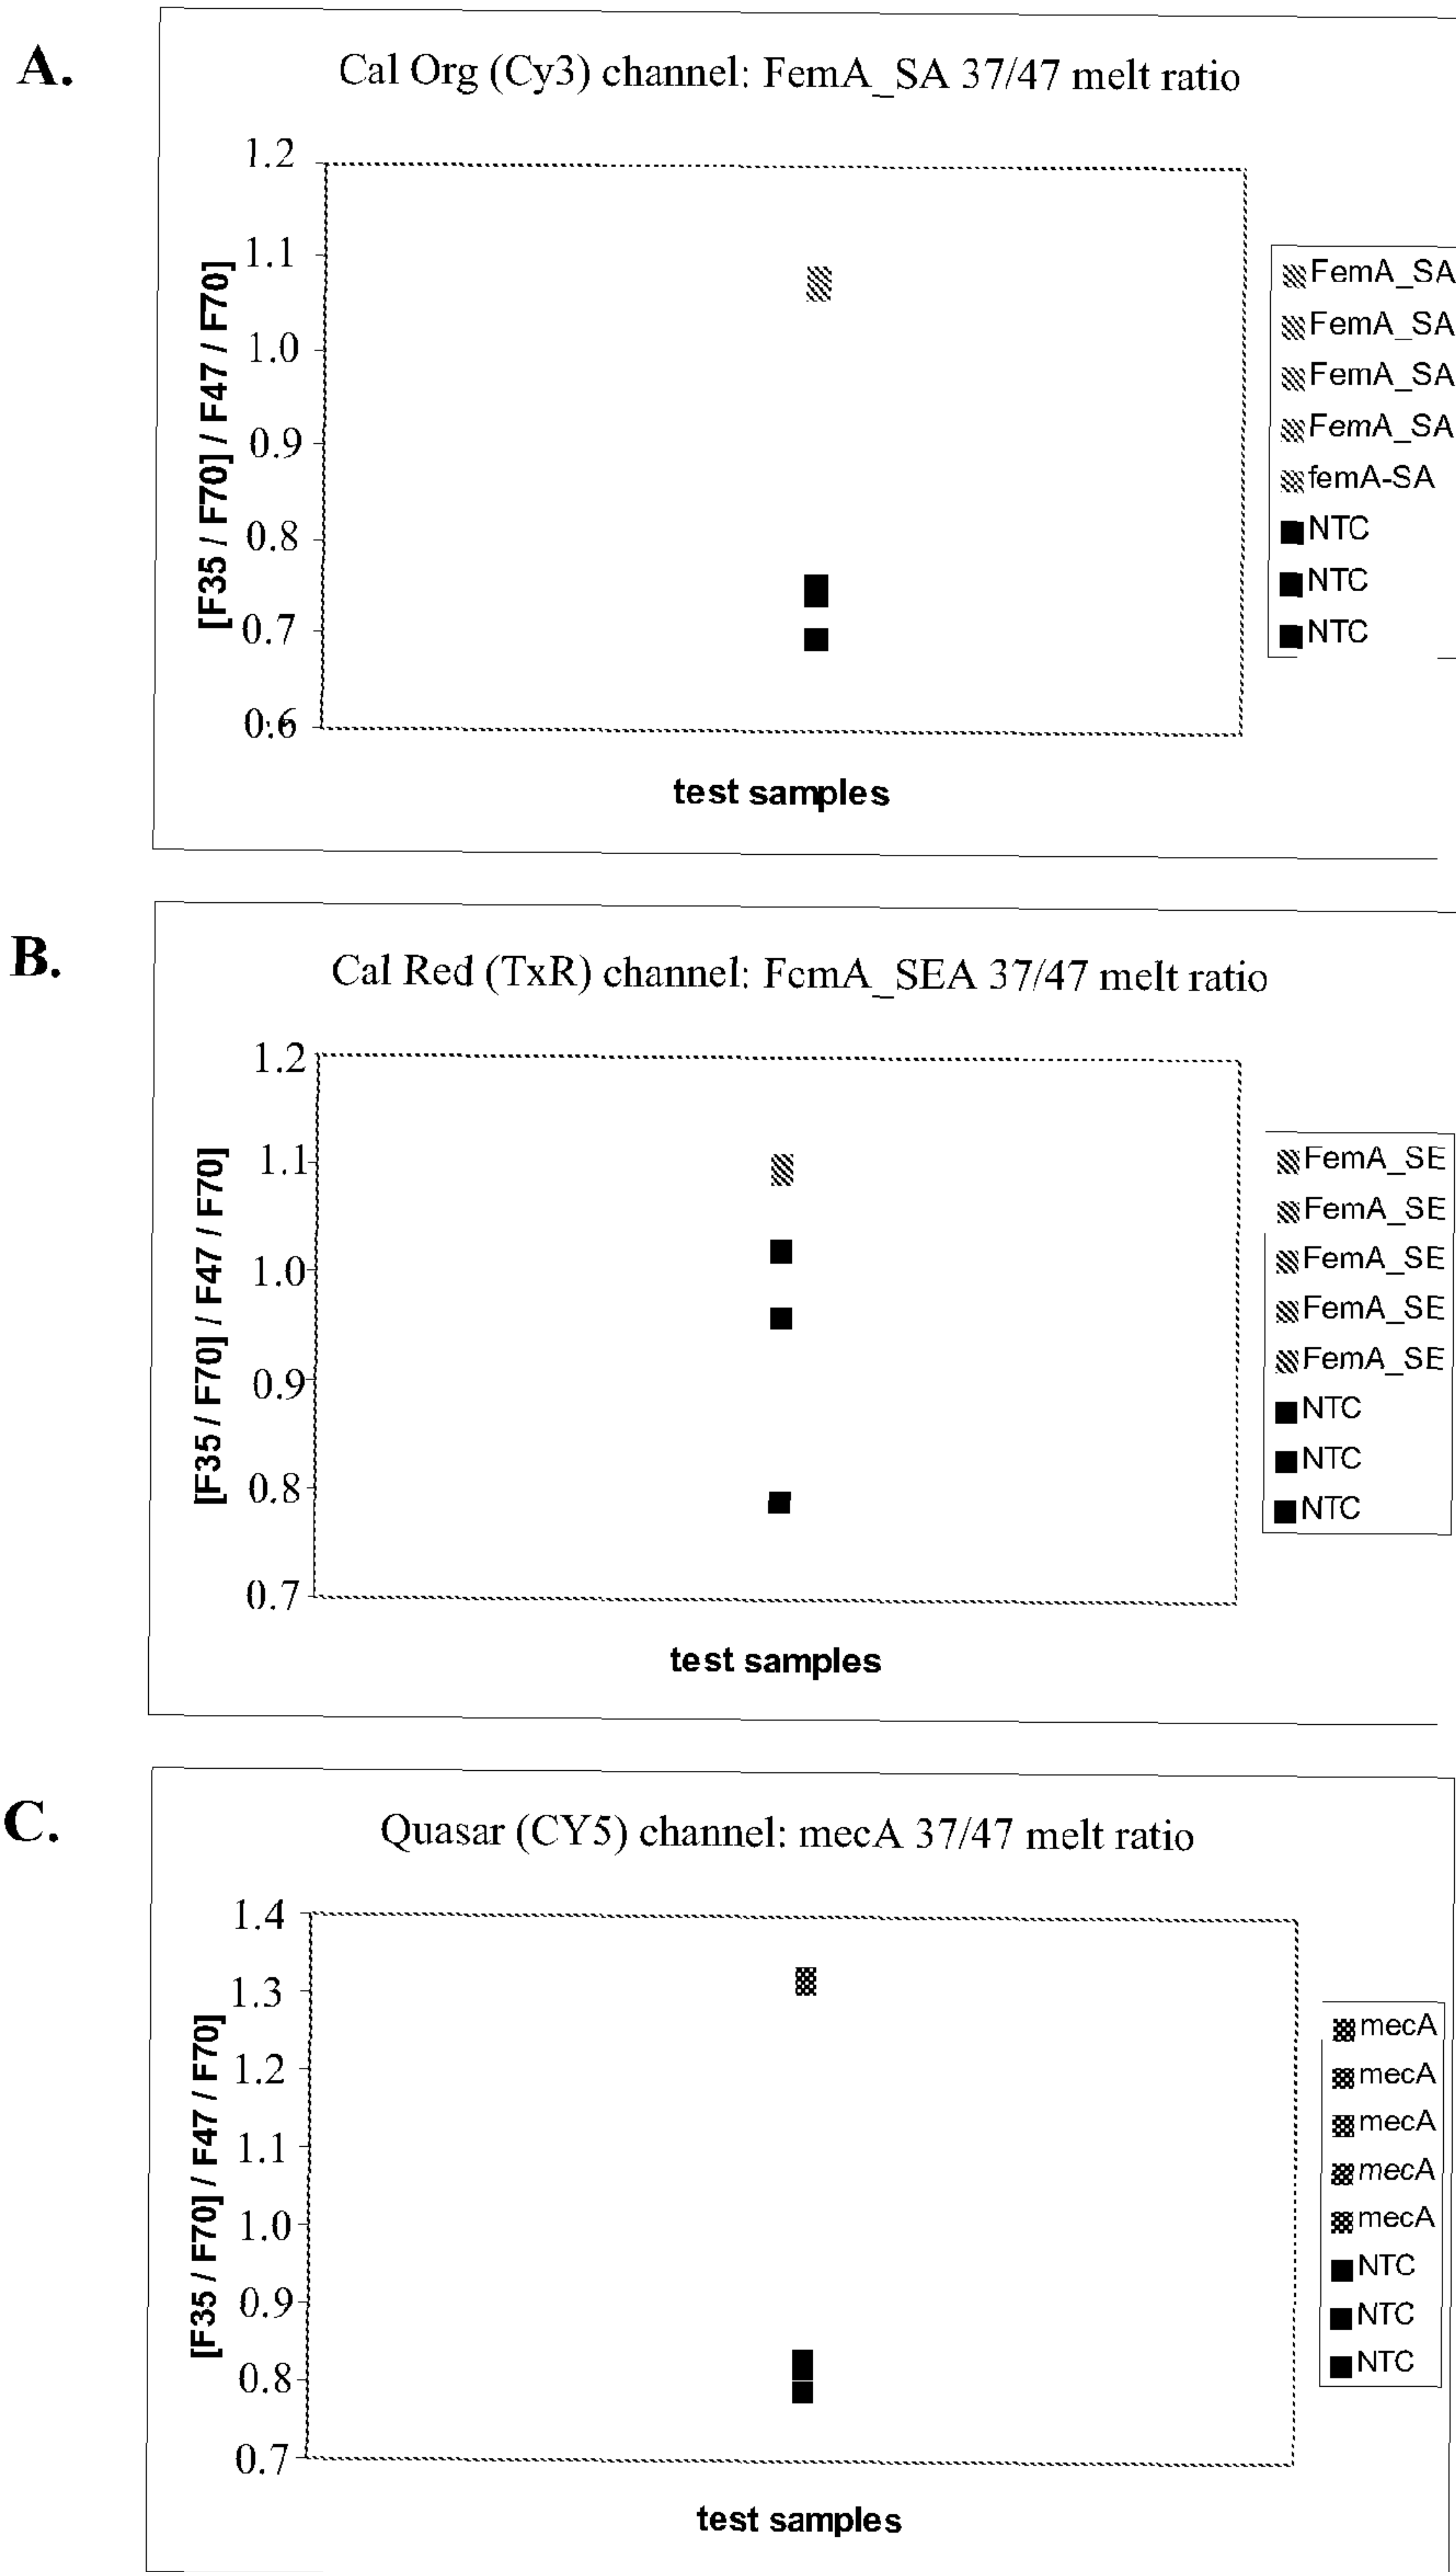 A.
Cal Org (Cy3) channel: FemA_SA 37/47 melt ratio
1.2
1.1
1.0
0.9
0.8
0.7
0.6
[F35 / F70] / F47 / F70]
test samples
FemA_SA
FemA_SA
FemA_SA
FemA_SA
femA-SA
NTC
NTC
NTC
B.
Cal Red (TxR) channel: FemA_SEA 37/47 melt ratio
1.2
1.1
1.0
0.9
0.8
0.7
[F35 / F70] / F47 / F70]
test samples
FemA_SE
FemA_SE
FemA_SE
FemA_SE
FemA_SE
NTC
NTC
NTC
C.
Quasar (CY5) channel: mecA 37/47 melt ratio
1.4
1.3
1.2
1.1
1.0
0.9
0.8
0.7
[F35 / F70] / F47 / F70]
test samples
mecA
mecA
mecA
mecA
mecA
NTC
NTC
NTC